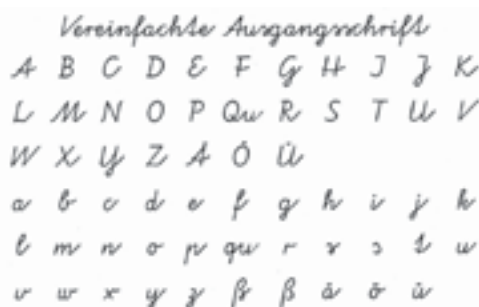 Vereinfachte Ausgangsschrift
A B C D E F G H I J K
L M N O P Qu R S T U V
W X Y Z Ä Ö Ü
a b c d e f g h i j k
l m n o p qu r s s t u
v w x y z ß ß ä ö ü